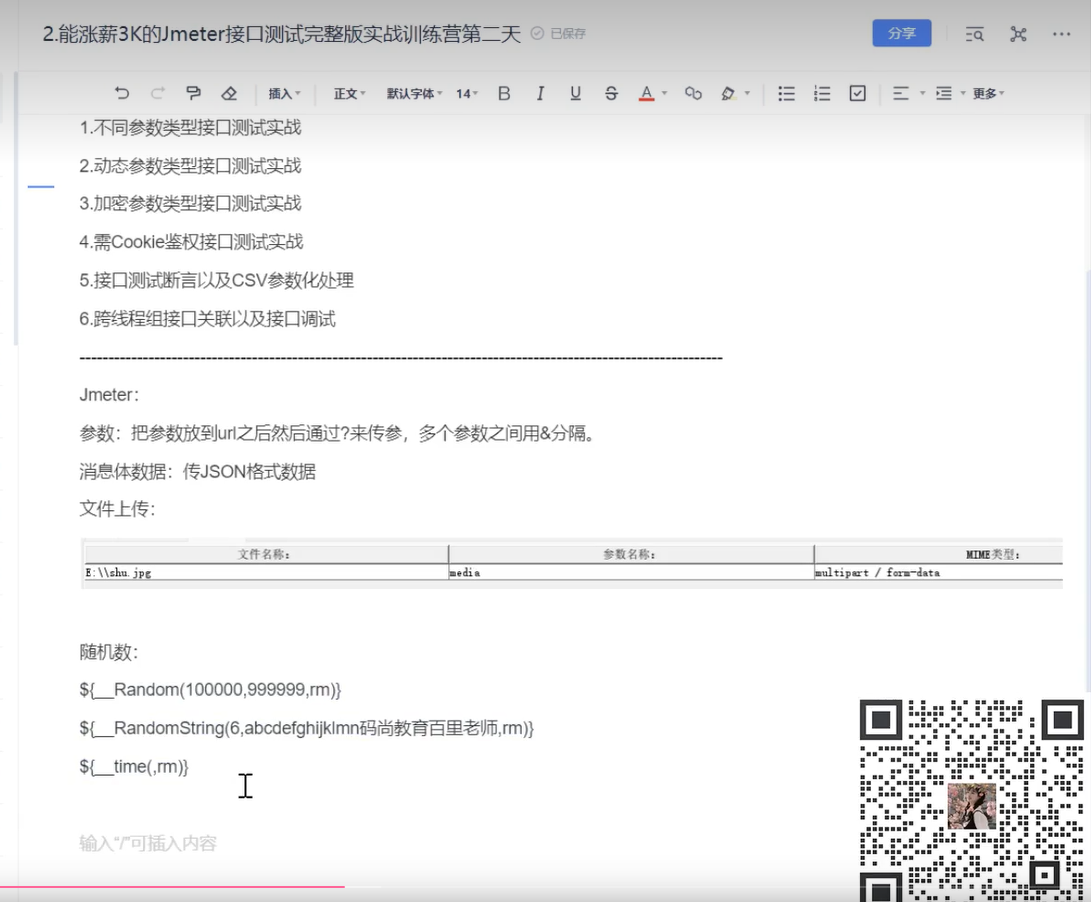 2.能涨薪3K的Jmeter接口测试完整版实战训练营第二天 已保存
分享
插入 正文 默认字体 14 B I U S A 更多
1.不同参数类型接口测试实战
2.动态参数类型接口测试实战
3.加密参数类型接口测试实战
4.需Cookie鉴权接口测试实战
5.接口测试断言以及CSV参数化处理
6.跨线程组接口关联以及接口调试
----------------------------------------------------------------------------------------------------------------
Jmeter：
参数：把参数放到url之后然后通过?来传参，多个参数之间用&分隔。
消息体数据：传JSON格式数据
文件上传：
文件名称： 参数名称： MIME类型：
E:\\shu.jpg media multipart / form-data
随机数：
${__Random(100000,999999,rm)}
${__RandomString(6,abcdefghijklmn码尚教育百里老师,rm)}
${__time(,rm)}
输入“/”可插入内容